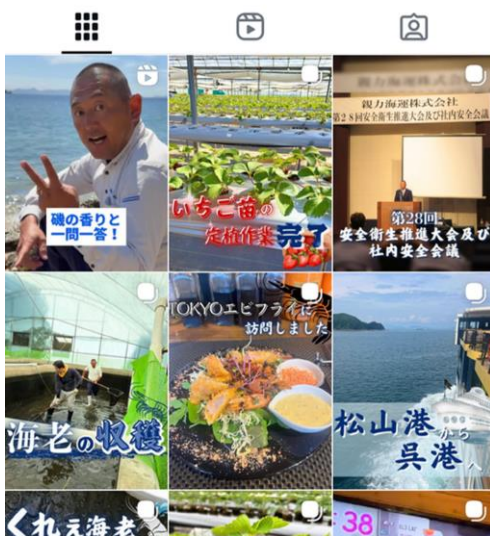 磯の香りと
一問一答！
いちご苗の
定植作業完了
親力海運株式会社
第28回安全衛生推進大会及び社内安全会議
第28回
安全衛生推進大会及び
社内安全会議
海老の収穫
TOKYOエビフライに
訪問しました
松山港から
呉港へ
くれぇ海老
38